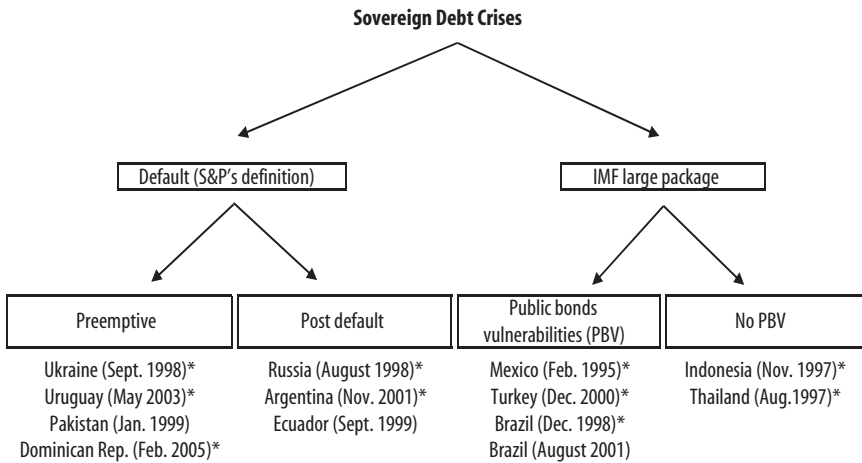 Sovereign Debt Crises
Default (S&P's definition)
IMF large package
Preemptive
Post default
Public bonds
vulnerabilities (PBV)
No PBV
Ukraine (Sept. 1998)*
Uruguay (May 2003)*
Pakistan (Jan. 1999)
Dominican Rep. (Feb. 2005)*
Russia (August 1998)*
Argentina (Nov. 2001)*
Ecuador (Sept. 1999)
Mexico (Feb. 1995)*
Turkey (Dec. 2000)*
Brazil (Dec. 1998)*
Brazil (August 2001)
Indonesia (Nov. 1997)*
Thailand (Aug.1997)*